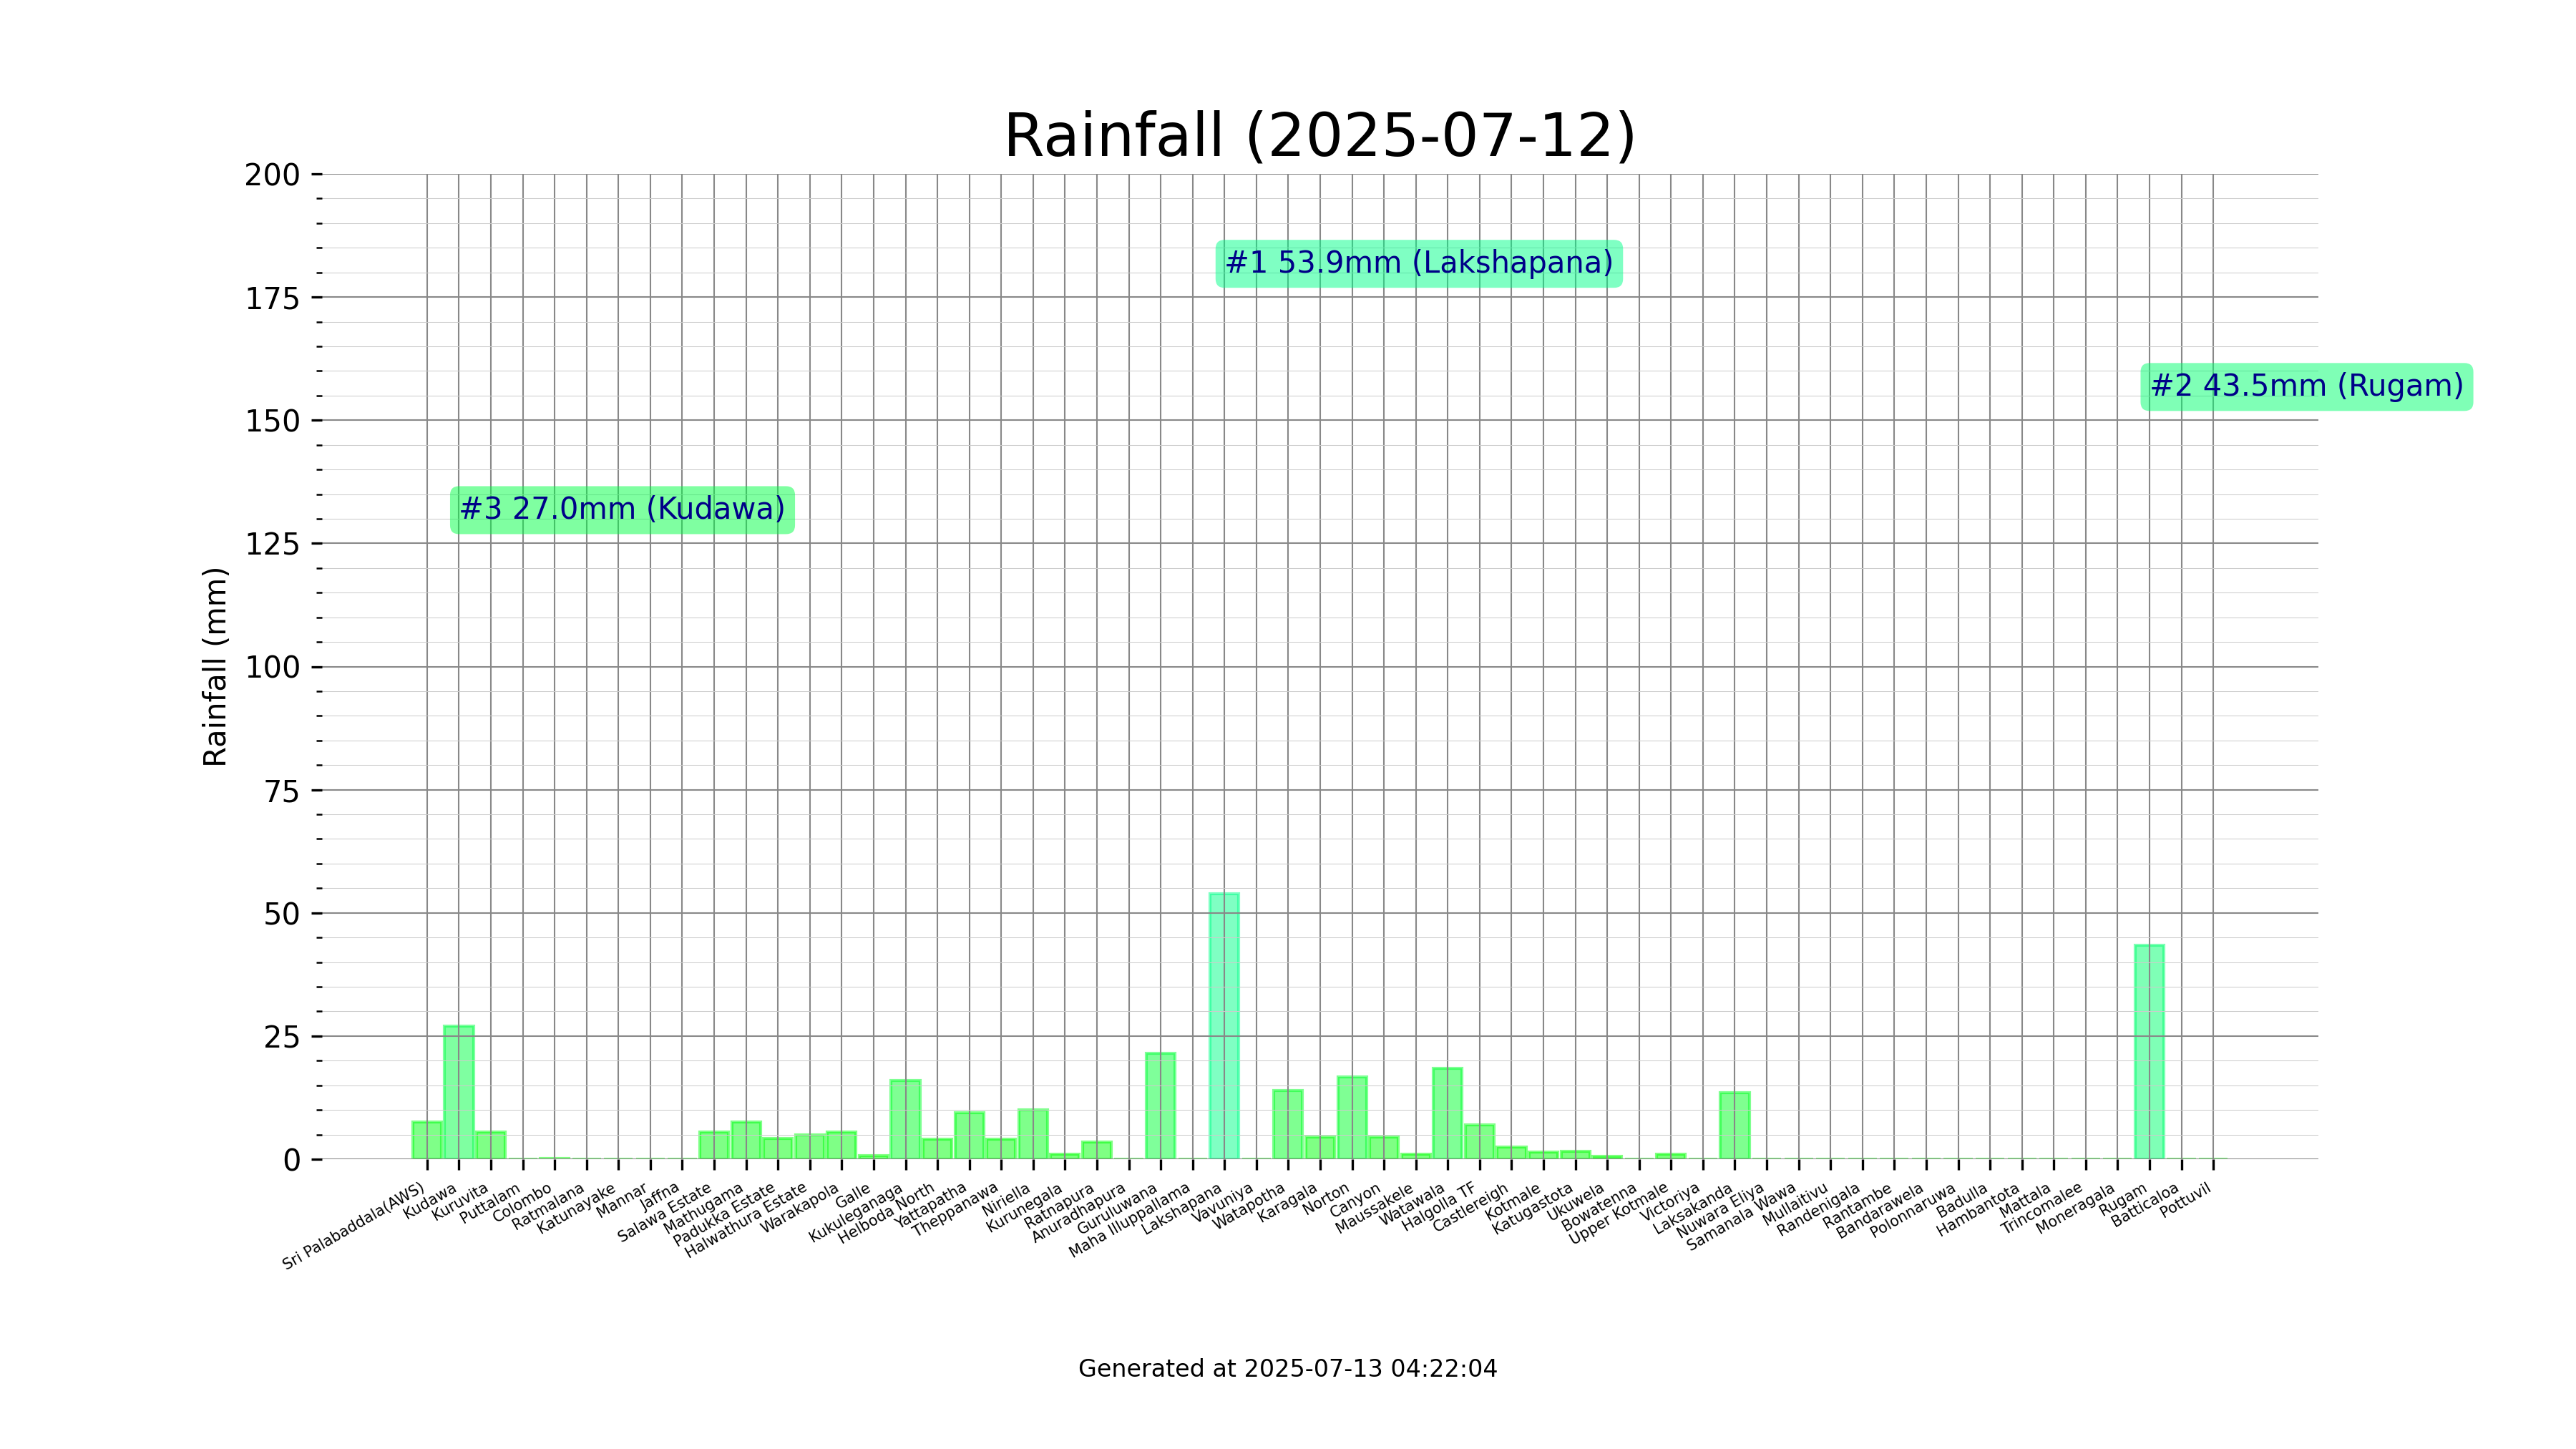 Rainfall (2025-07-12)
200
175
150
125
100
75
50
25
0
Rainfall (mm)
#1 53.9mm (Lakshapana)
#2 43.5mm (Rugam)
#3 27.0mm (Kudawa)
Sri Palabaddala(AWS)
Kudawa
Kuruvita
Puttalam
Colombo
Ratmalana
Katunayake
Mannar
Jaffna
Salawa Estate
Mathugama
Padukka Estate
Halwathura Estate
Warakapola
Galle
Kukuleganaga
Helboda North
Yattapatha
Theppanawa
Niriella
Kurunegala
Ratnapura
Anuradhapura
Guruluwana
Maha Illuppallama
Lakshapana
Vavuniya
Watapotha
Karagala
Norton
Canyon
Maussakele
Watawala
Halgolla TF
Castlereigh
Kotmale
Katugastota
Ukuwela
Bowatenna
Upper Kotmale
Victoriya
Laksakanda
Nuwara Eliya
Samanala Wawa
Mullaitivu
Randenigala
Rantambe
Bandarawela
Polonnaruwa
Badulla
Hambantota
Mattala
Trincomalee
Moneragala
Rugam
Batticaloa
Pottuvil
Generated at 2025-07-13 04:22:04